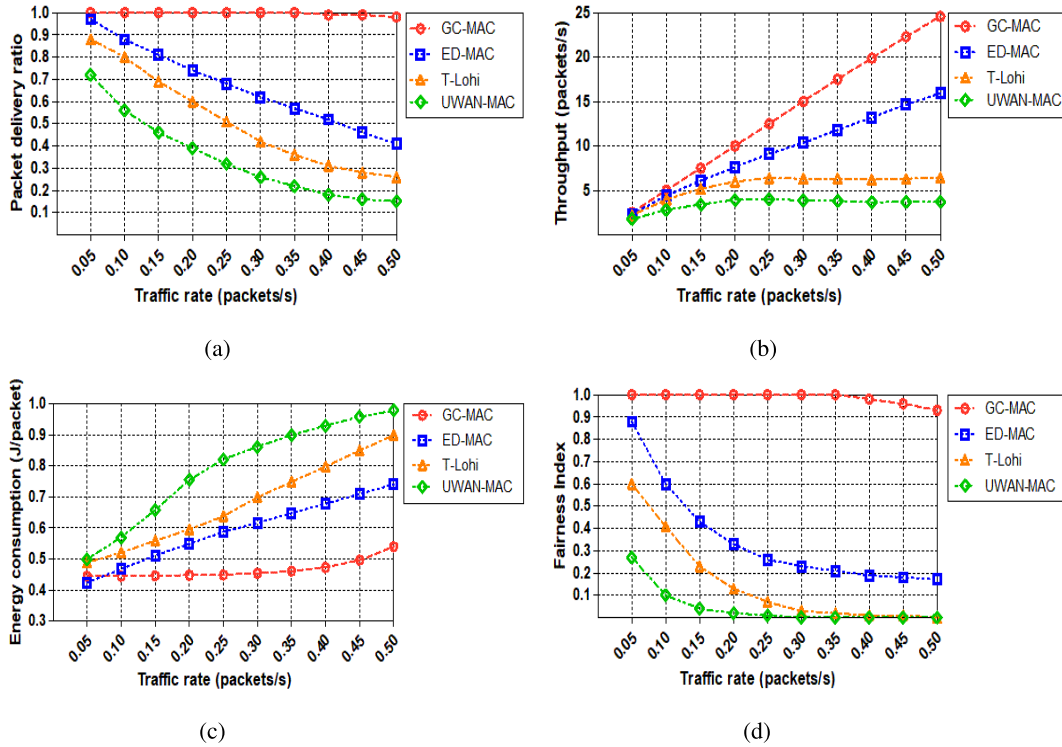 Packet delivery ratio
1.0
0.9
0.8
0.7
0.6
0.5
0.4
0.3
0.2
0.1
0.05 0.10 0.15 0.20 0.25 0.30 0.35 0.40 0.45 0.50
Traffic rate (packets/s)
GC-MAC
ED-MAC
T-Lohi
UWAN-MAC
(a)
Throughput (packets/s)
25
20
15
10
5
0.05 0.10 0.15 0.20 0.25 0.30 0.35 0.40 0.45 0.50
Traffic rate (packets/s)
GC-MAC
ED-MAC
T-Lohi
UWAN-MAC
(b)
Energy consumption (J/packet)
1.0
0.9
0.8
0.7
0.6
0.5
0.4
0.3
0.05 0.10 0.15 0.20 0.25 0.30 0.35 0.40 0.45 0.50
Traffic rate (packets/s)
GC-MAC
ED-MAC
T-Lohi
UWAN-MAC
(c)
Fairness Index
1.0
0.9
0.8
0.7
0.6
0.5
0.4
0.3
0.2
0.1
0.05 0.10 0.15 0.20 0.25 0.30 0.35 0.40 0.45 0.50
Traffic rate (packets/s)
GC-MAC
ED-MAC
T-Lohi
UWAN-MAC
(d)